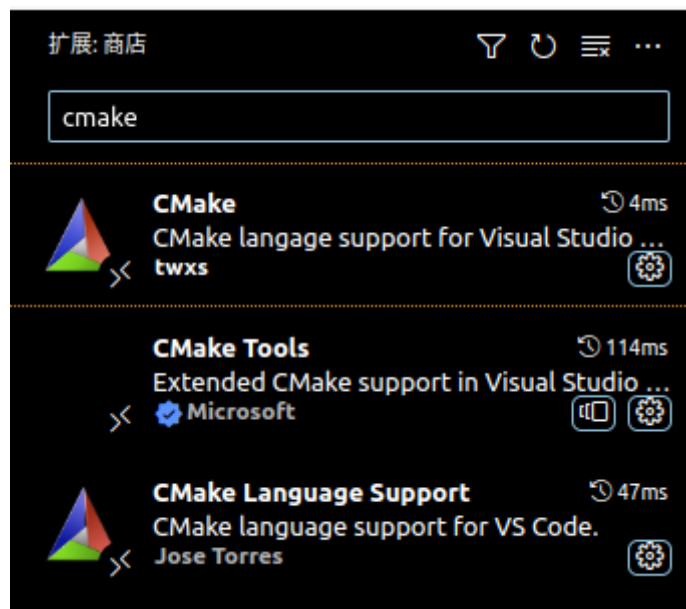 扩展: 商店
cmake
CMake 4ms
CMake langage support for Visual Studio ...
twxs
CMake Tools 114ms
Extended CMake support in Visual Studio ...
Microsoft
CMake Language Support 47ms
CMake language support for VS Code.
Jose Torres